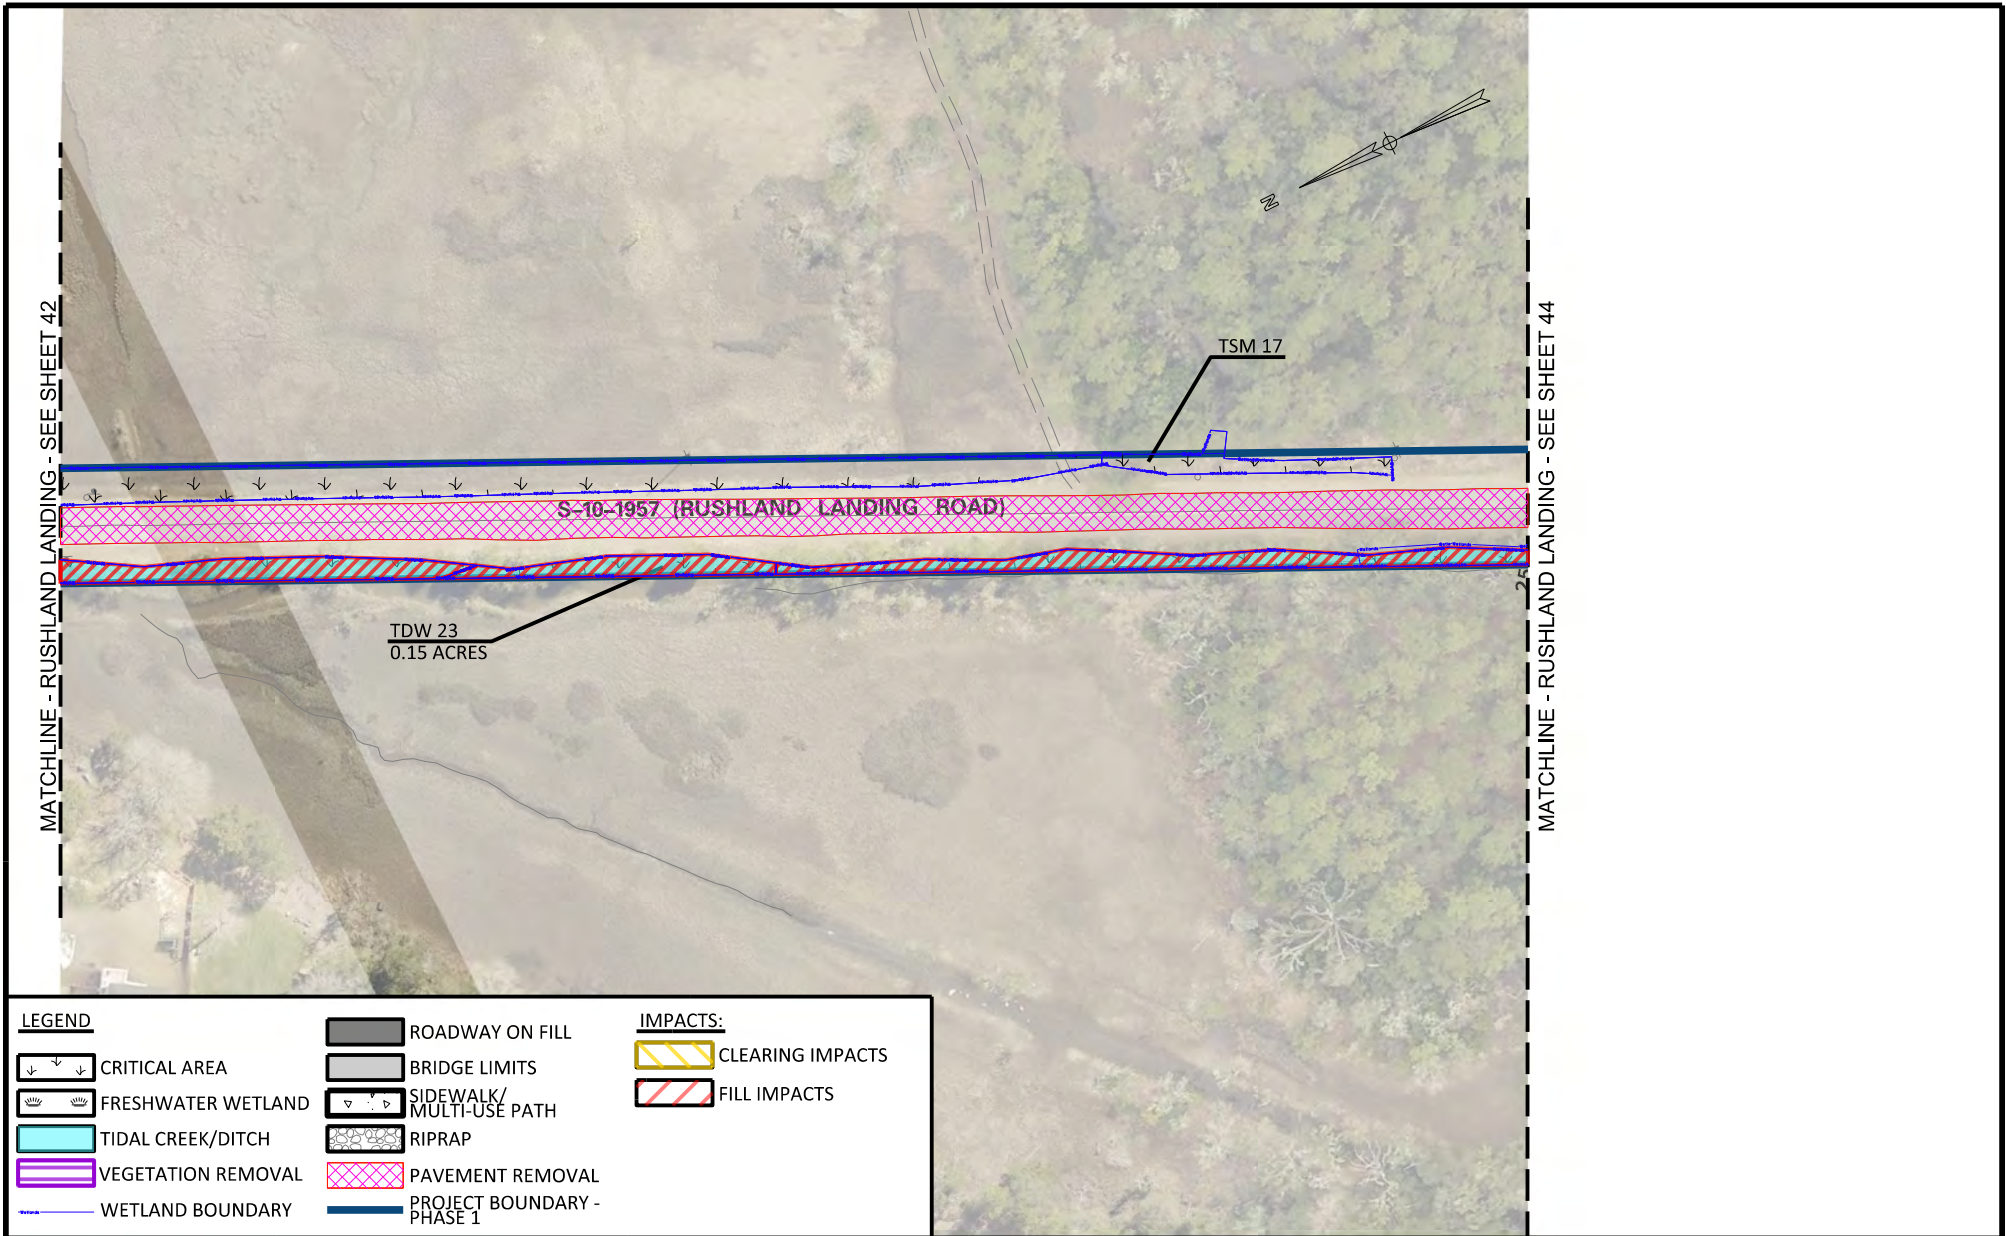 MATCHLINE - RUSHLAND LANDING - SEE SHEET 42
MATCHLINE - RUSHLAND LANDING - SEE SHEET 44
N
TSM 17
S-10-1957 (RUSHLAND LANDING ROAD)
25
TDW 23
0.15 ACRES
LEGEND
CRITICAL AREA
FRESHWATER WETLAND
TIDAL CREEK/DITCH
VEGETATION REMOVAL
WETLAND BOUNDARY
ROADWAY ON FILL
BRIDGE LIMITS
SIDEWALK/
MULTI-USE PATH
RIPRAP
PAVEMENT REMOVAL
PROJECT BOUNDARY -
PHASE 1
IMPACTS:
CLEARING IMPACTS
FILL IMPACTS